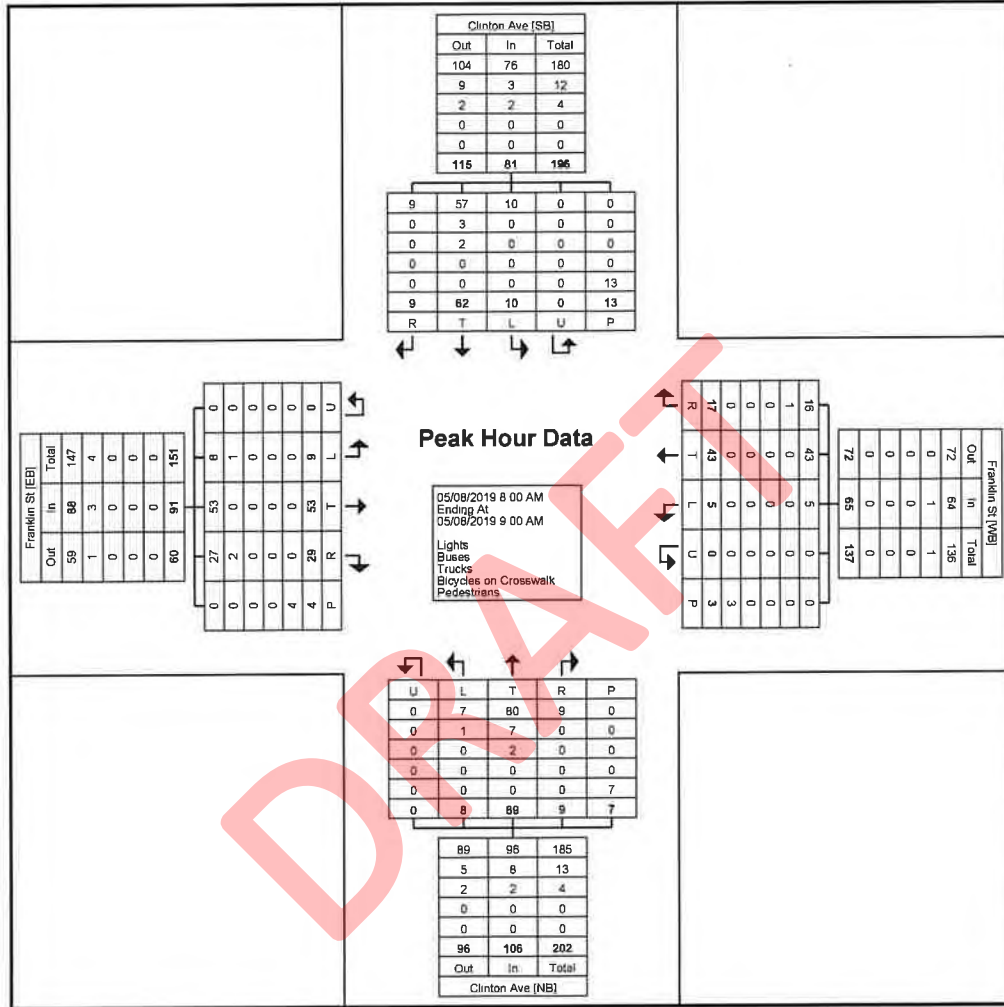 Clinton Ave [SB]
Out In Total
104 76 180
9 3 12
2 2 4
0 0 0
0 0 0
115 81 196
9 57 10 0 0
0 3 0 0 0
0 2 0 0 0
0 0 0 0 0
0 0 0 0 13
9 62 10 0 13
R T L U P
Franklin St [EB]
Total 147 4 0 0 0 151
In 88 3 0 0 0 91
Out 59 1 0 0 0 60
0 0 0 0 0 0 U
8 1 0 0 0 9 L
53 0 0 0 0 53 T
27 2 0 0 0 29 R
0 0 0 0 4 4 P
Peak Hour Data
05/08/2019 8 00 AM
Ending At
05/08/2019 9 00 AM
Lights
Buses
Trucks
Bicycles on Crosswalk
Pedestrians
R 17 0 0 0 1 16
T 43 0 0 0 0 43
L 5 0 0 0 0 5
U 0 0 0 0 0 0
P 3 3 0 0 0 0
Franklin St [WB]
Out 72 0 0 0 0 72
In 64 1 0 0 0 65
Total 136 1 0 0 0 137
U L T R P
0 7 80 9 0
0 1 7 0 0
0 0 2 0 0
0 0 0 0 0
0 0 0 0 7
0 8 89 9 7
89 96 185
5 8 13
2 2 4
0 0 0
0 0 0
96 106 202
Out In Total
Clinton Ave [NB]
DRAFT